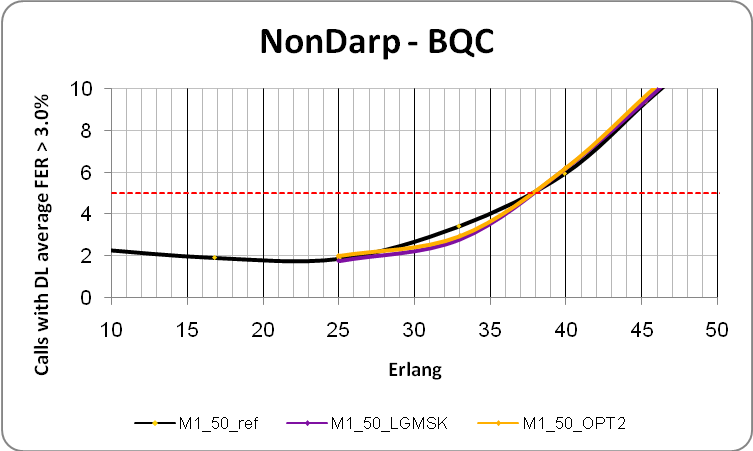 NonDarp - BQC
Calls with DL average FER > 3.0%
10
8
6
4
2
0
10 15 20 25 30 35 40 45 50
Erlang
M1_50_ref M1_50_LGMSK M1_50_OPT2